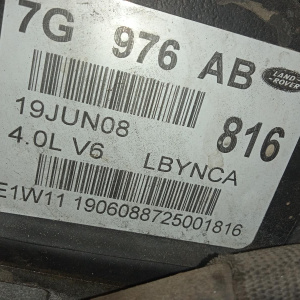 7G 976 AB
LAND-
ROVER
19JUN08
816
4.0L V6 LBYNCA
E1W11 1906088725001816